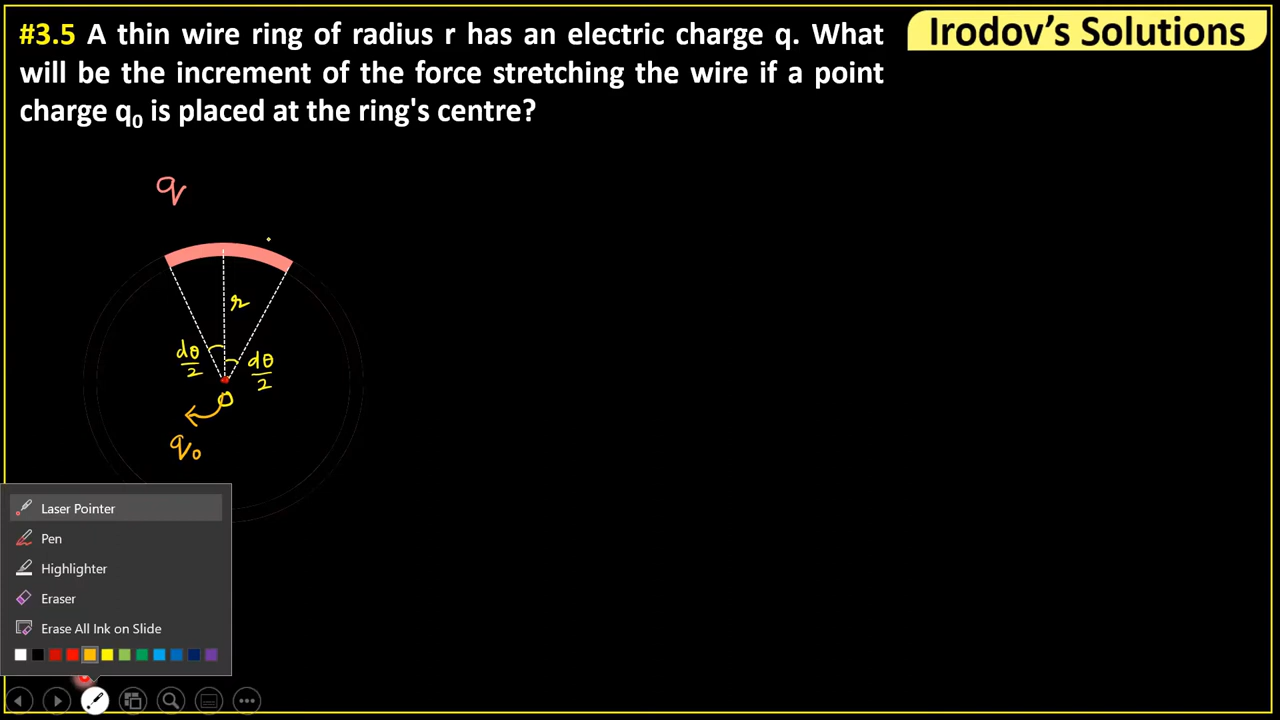 #3.5 A thin wire ring of radius r has an electric charge q. What
will be the increment of the force stretching the wire if a point
charge q₀ is placed at the ring's centre?
Irodov's Solutions
q
r
dθ/2
dθ/2
O
q₀
Laser Pointer
Pen
Highlighter
Eraser
Erase All Ink on Slide